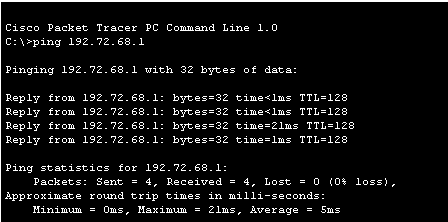 Cisco Packet Tracer PC Command Line 1.0
C:\>ping 192.72.68.1
Pinging 192.72.68.1 with 32 bytes of data:
Reply from 192.72.68.1: bytes=32 time<1ms TTL=128
Reply from 192.72.68.1: bytes=32 time<1ms TTL=128
Reply from 192.72.68.1: bytes=32 time=21ms TTL=128
Reply from 192.72.68.1: bytes=32 time=1ms TTL=128
Ping statistics for 192.72.68.1:
Packets: Sent = 4, Received = 4, Lost = 0 (0% loss),
Approximate round trip times in milli-seconds:
Minimum = 0ms, Maximum = 21ms, Average = 5ms